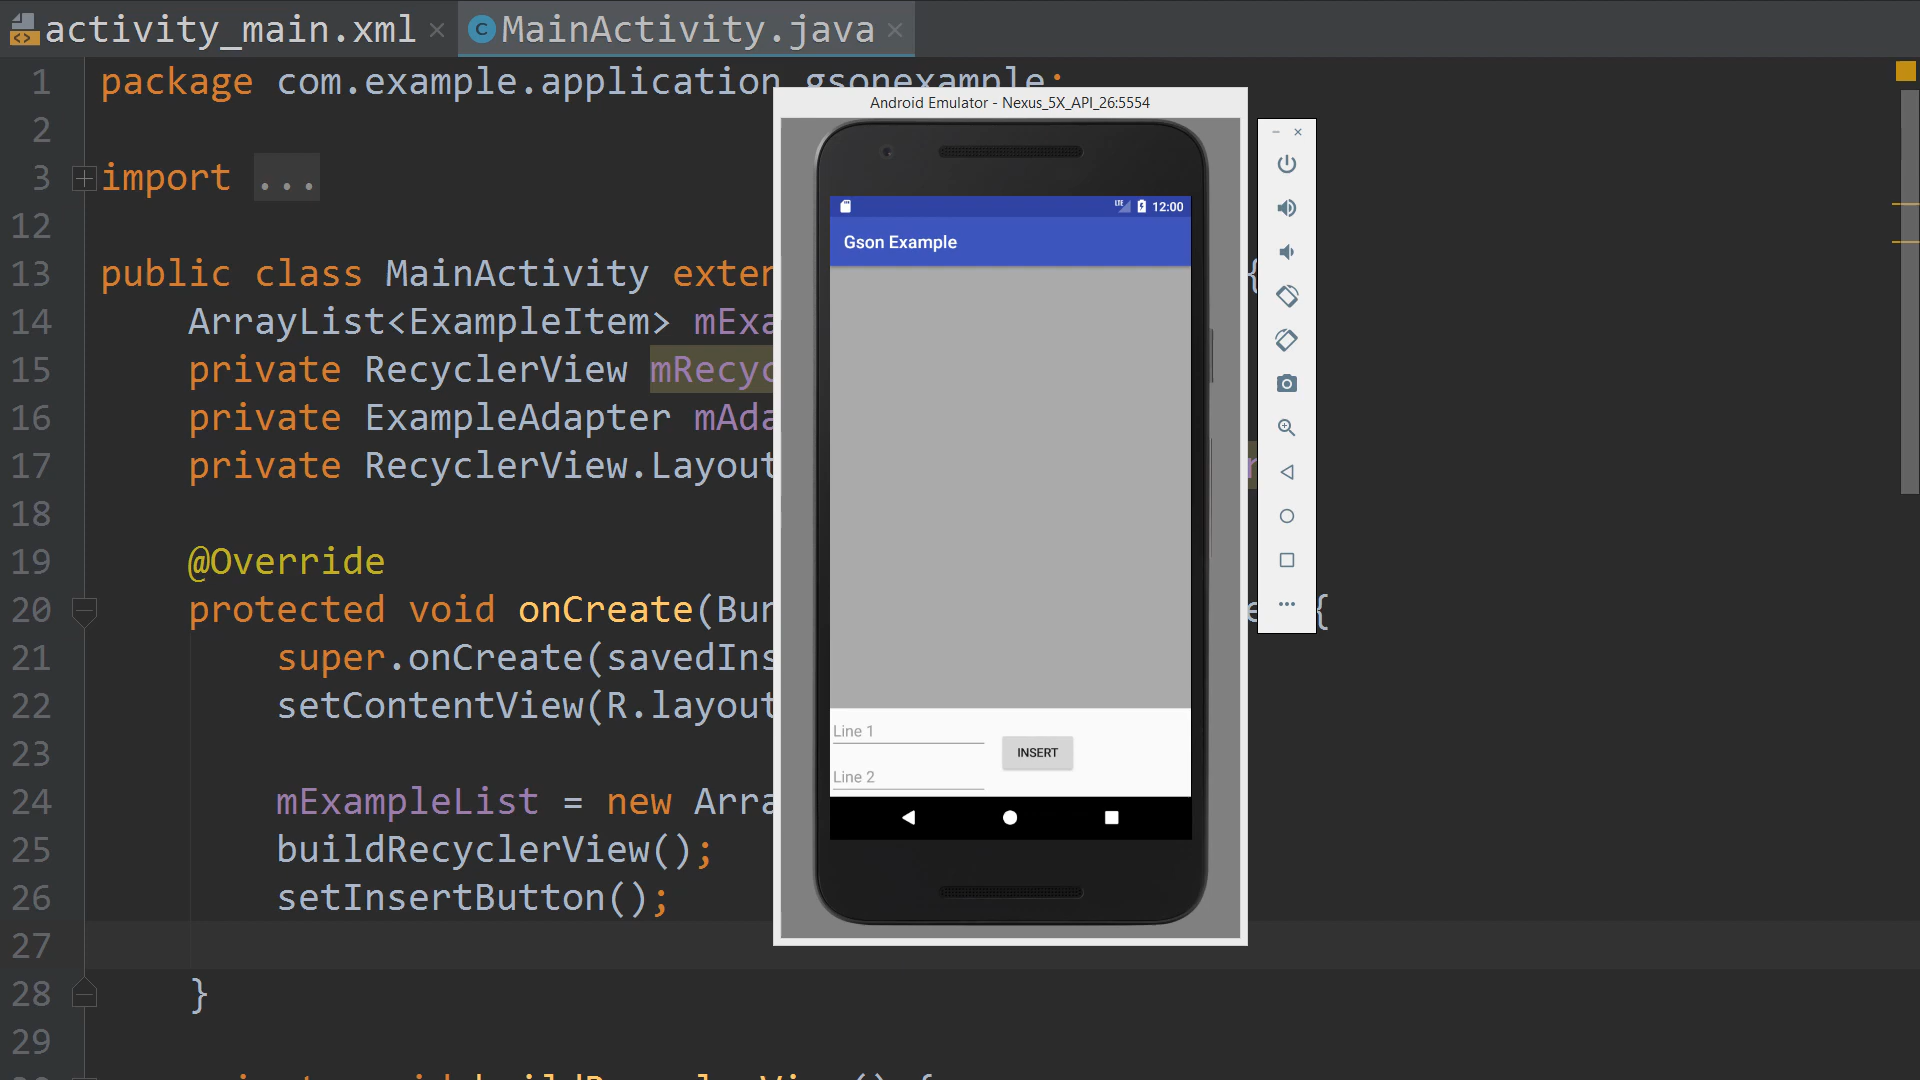 activity_main.xml
MainActivity.java
1 package com.example.application.gsonexample;
2
3 import ...
12
13 public class MainActivity exten {
14 ArrayList<ExampleItem> mExa
15 private RecyclerView mRecyc
16 private ExampleAdapter mAda
17 private RecyclerView.Layout
18
19 @Override
20 protected void onCreate(Bun {
21 super.onCreate(savedIns
22 setContentView(R.layout
23
24 mExampleList = new Arra
25 buildRecyclerView();
26 setInsertButton();
27
28 }
29
Android Emulator - Nexus_5X_API_26:5554
LTE 12:00
Gson Example
Line 1
INSERT
Line 2